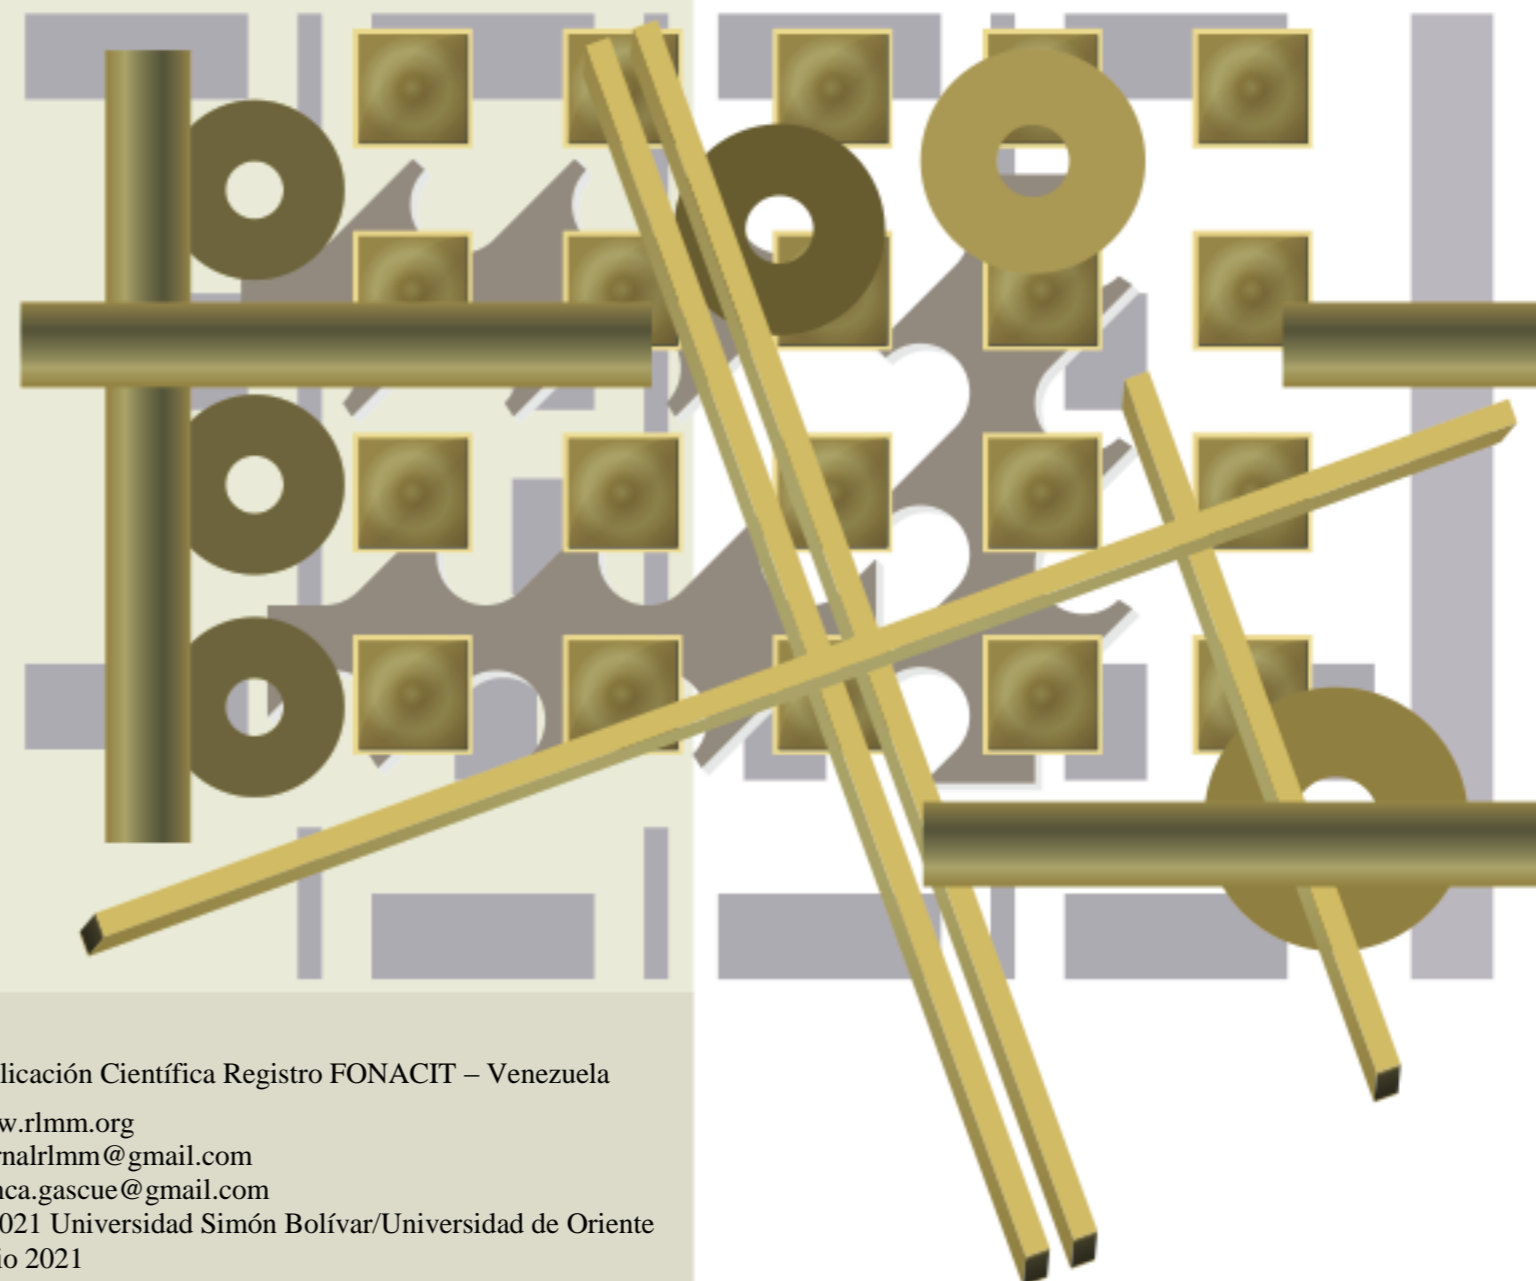 licación Científica Registro FONACIT – Venezuela
w.rlmm.org
rnalrlmm@gmail.com
nca.gascue@gmail.com
021 Universidad Simón Bolívar/Universidad de Oriente
io 2021